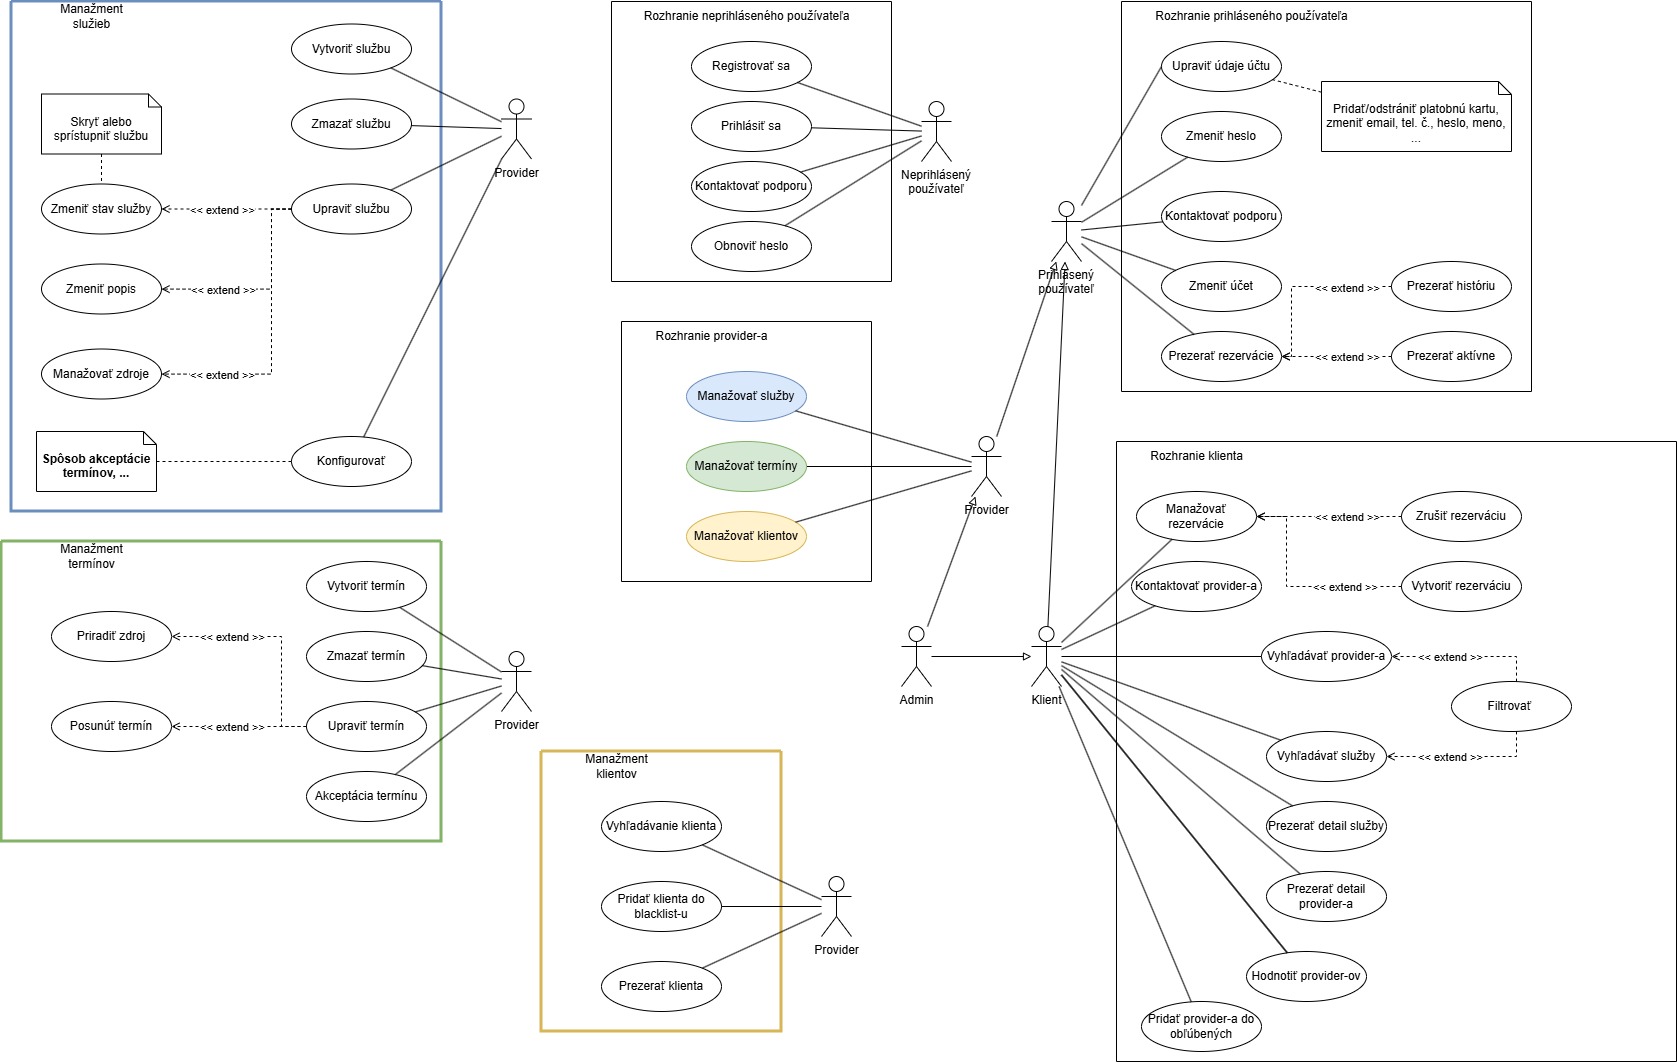 Manažment
služieb
Vytvoriť službu
Zmazať službu
Skryť alebo
sprístupniť službu
Zmeniť stav služby
<< extend >>
Upraviť službu
Provider
Zmeniť popis
<< extend >>
Manažovať zdroje
<< extend >>
Spôsob akceptácie
termínov, ...
Konfigurovať
Manažment
termínov
Vytvoriť termín
Priradiť zdroj
<< extend >>
Zmazať termín
Posunúť termín
<< extend >>
Upraviť termín
Provider
Akceptácia termínu
Rozhranie neprihláseného používateľa
Registrovať sa
Prihlásiť sa
Kontaktovať podporu
Obnoviť heslo
Neprihlásený
používateľ
Rozhranie provider-a
Manažovať služby
Manažovať termíny
Manažovať klientov
Provider
Admin
Klient
Manažment
klientov
Vyhľadávanie klienta
Pridať klienta do
blacklist-u
Prezerať klienta
Provider
Rozhranie prihláseného používateľa
Upraviť údaje účtu
Pridať/odstrániť platobnú kartu,
zmeniť email, tel. č., heslo, meno,
...
Zmeniť heslo
Kontaktovať podporu
Prihlásený
používateľ
Zmeniť účet
<< extend >>
Prezerať históriu
Prezerať rezervácie
<< extend >>
Prezerať aktívne
Rozhranie klienta
Manažovať
rezervácie
<< extend >>
Zrušiť rezerváciu
Kontaktovať provider-a
<< extend >>
Vytvoriť rezerváciu
Vyhľadávať provider-a
<< extend >>
Filtrovať
Vyhľadávať služby
<< extend >>
Prezerať detail služby
Prezerať detail
provider-a
Hodnotiť provider-ov
Pridať provider-a do
obľúbených